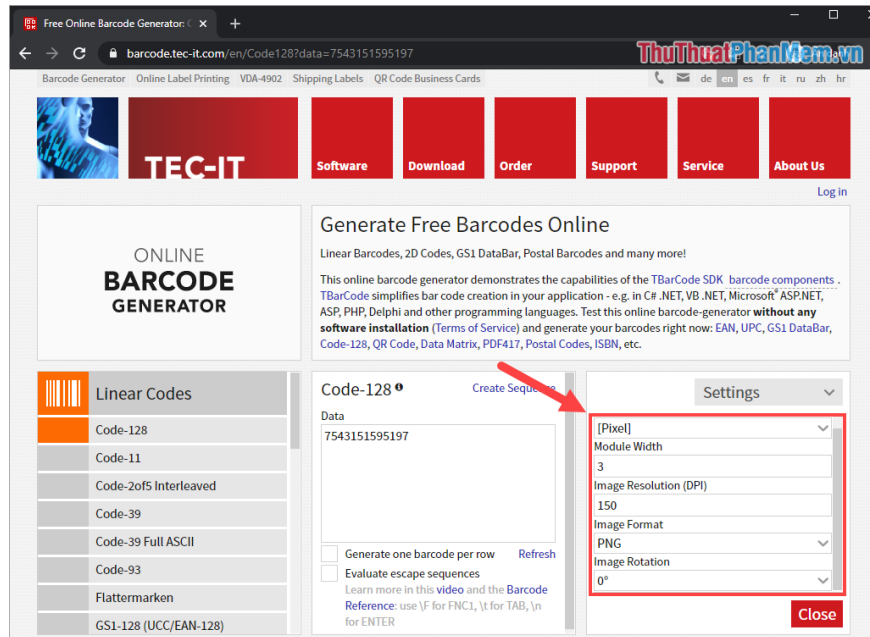 Free Online Barcode Generator: C
barcode.tec-it.com/en/Code128?data=7543151595197
ThuThuatPhanMem.vn
Barcode Generator Online Label Printing VDA-4902 Shipping Labels QR Code Business Cards
de en es fr it ru zh hr
TEC-IT
Software Download Order Support Service About Us
Log in
ONLINE
BARCODE
GENERATOR
Generate Free Barcodes Online
Linear Barcodes, 2D Codes, GS1 DataBar, Postal Barcodes and many more!
This online barcode generator demonstrates the capabilities of the TBarCode SDK barcode components .
TBarCode simplifies bar code creation in your application - e.g. in C# .NET, VB .NET, Microsoft® ASP.NET,
ASP, PHP, Delphi and other programming languages. Test this online barcode-generator without any
software installation (Terms of Service) and generate your barcodes right now: EAN, UPC, GS1 DataBar,
Code-128, QR Code, Data Matrix, PDF417, Postal Codes, ISBN, etc.
Linear Codes
Code-128
Code-11
Code-2of5 Interleaved
Code-39
Code-39 Full ASCII
Code-93
Flattermarken
GS1-128 (UCC/EAN-128)
Code-128
Create Sequence
Data
7543151595197
Generate one barcode per row Refresh
Evaluate escape sequences
Learn more in this video and the Barcode
Reference: use \F for FNC1, \t for TAB, \n
for ENTER
Settings
[Pixel]
Module Width
3
Image Resolution (DPI)
150
Image Format
PNG
Image Rotation
0°
Close